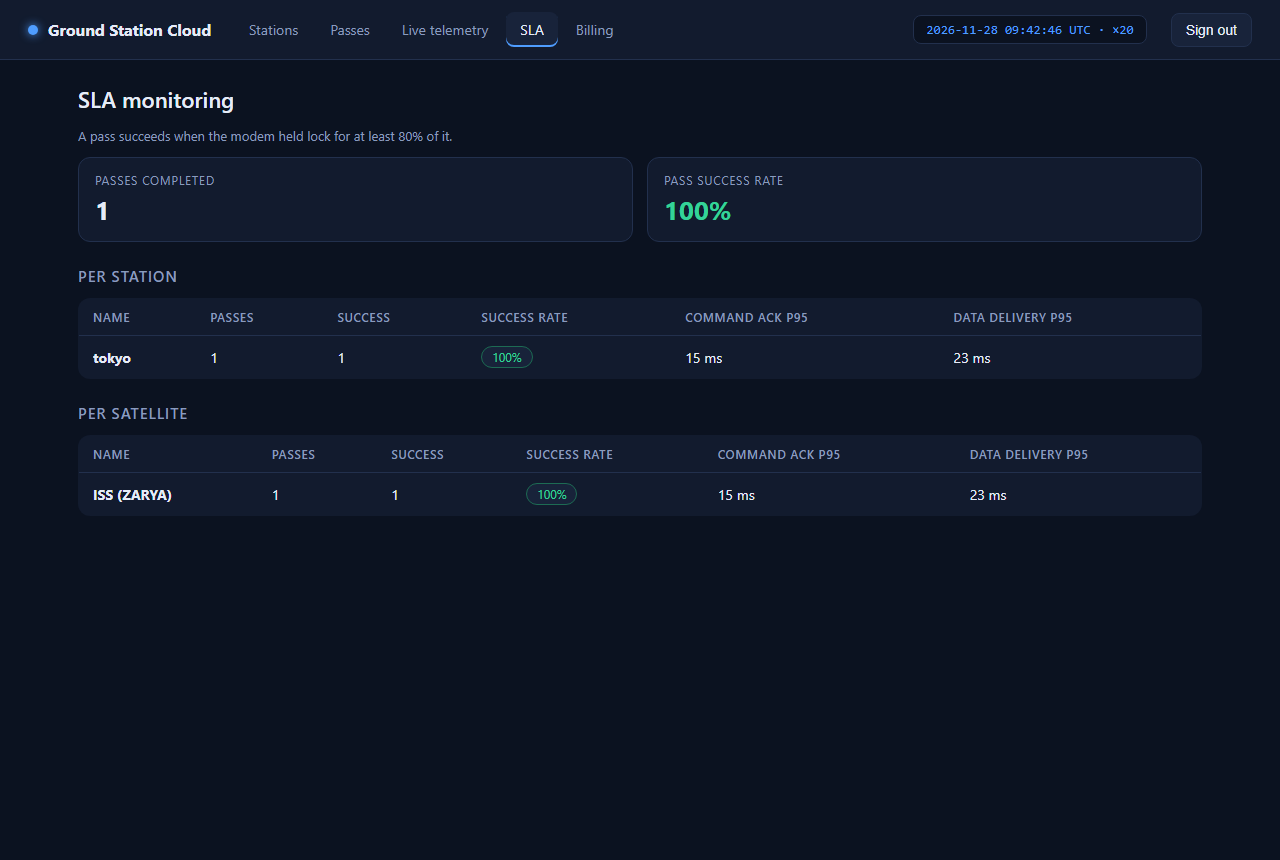 Ground Station Cloud Stations Passes Live telemetry SLA Billing 2026-11-28 09:42:46 UTC · ×20 Sign out
SLA monitoring
A pass succeeds when the modem held lock for at least 80% of it.
PASSES COMPLETED PASS SUCCESS RATE
1 100%
PER STATION
NAME PASSES SUCCESS SUCCESS RATE COMMAND ACK P95 DATA DELIVERY P95
tokyo 1 1 100% 15 ms 23 ms
PER SATELLITE
NAME PASSES SUCCESS SUCCESS RATE COMMAND ACK P95 DATA DELIVERY P95
ISS (ZARYA) 1 1 100% 15 ms 23 ms